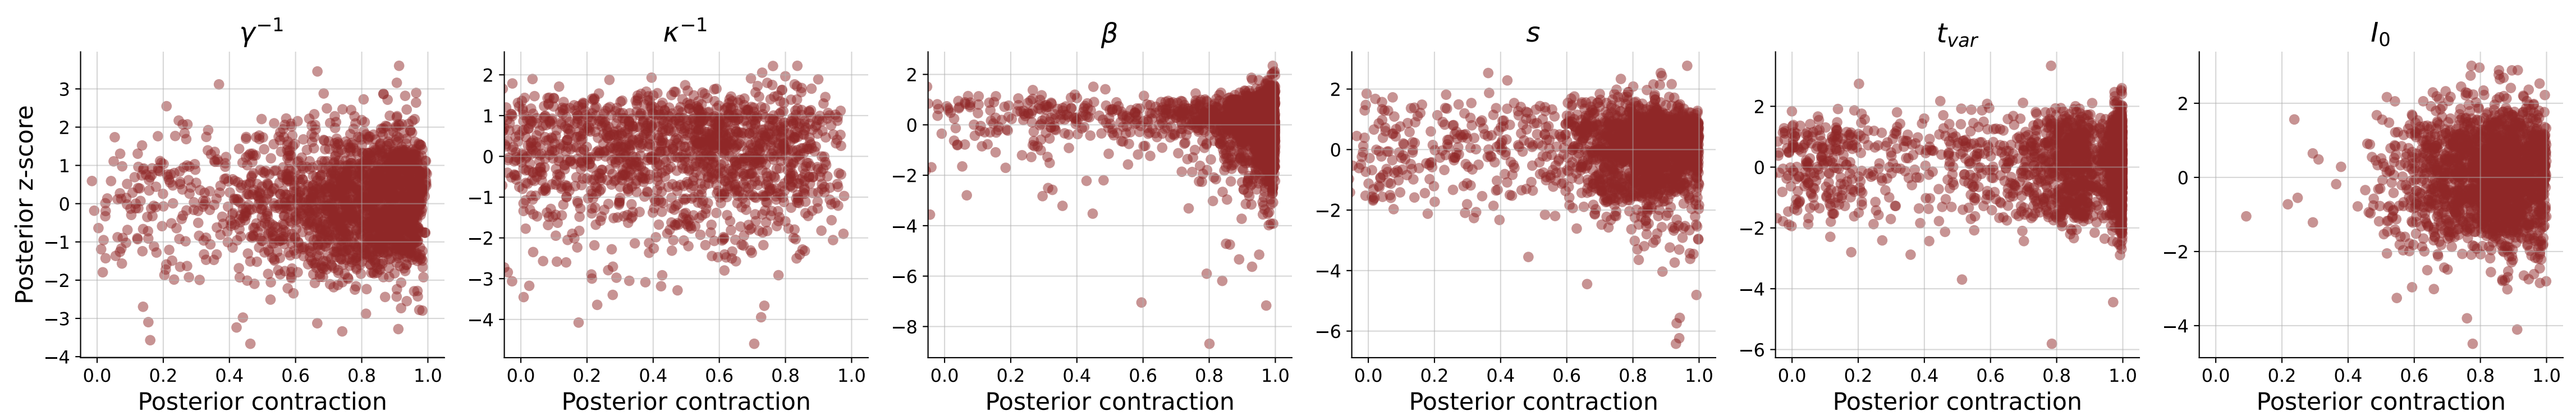 γ⁻¹
κ⁻¹
β
s
t_var
I₀
Posterior z-score
3
2
1
0
−1
−2
−3
−4
0.0 0.2 0.4 0.6 0.8 1.0
Posterior contraction
2
1
0
−1
−2
−3
−4
0.0 0.2 0.4 0.6 0.8 1.0
Posterior contraction
2
0
−2
−4
−6
−8
0.0 0.2 0.4 0.6 0.8 1.0
Posterior contraction
2
0
−2
−4
−6
0.0 0.2 0.4 0.6 0.8 1.0
Posterior contraction
2
0
−2
−4
−6
0.0 0.2 0.4 0.6 0.8 1.0
Posterior contraction
2
0
−2
−4
0.0 0.2 0.4 0.6 0.8 1.0
Posterior contraction